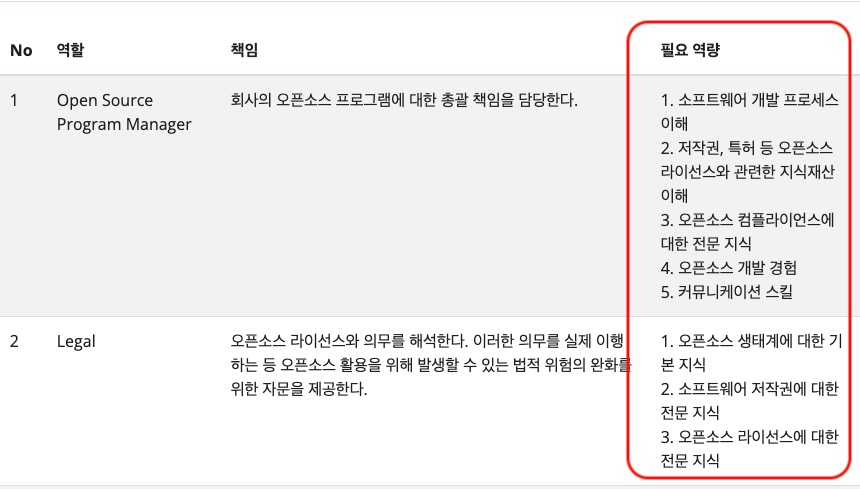 No 역할 책임 필요 역량
1 Open Source Program Manager 회사의 오픈소스 프로그램에 대한 총괄 책임을 담당한다.
1. 소프트웨어 개발 프로세스
이해
2. 저작권, 특허 등 오픈소스
라이선스와 관련한 지식재산
이해
3. 오픈소스 컴플라이언스에
대한 전문 지식
4. 오픈소스 개발 경험
5. 커뮤니케이션 스킬
2 Legal
오픈소스 라이선스와 의무를 해석한다. 이러한 의무를 실제 이행
하는 등 오픈소스 활용을 위해 발생할 수 있는 법적 위험의 완화를
위한 자문을 제공한다.
1. 오픈소스 생태계에 대한 기
본 지식
2. 소프트웨어 저작권에 대한
전문 지식
3. 오픈소스 라이선스에 대한
전문 지식